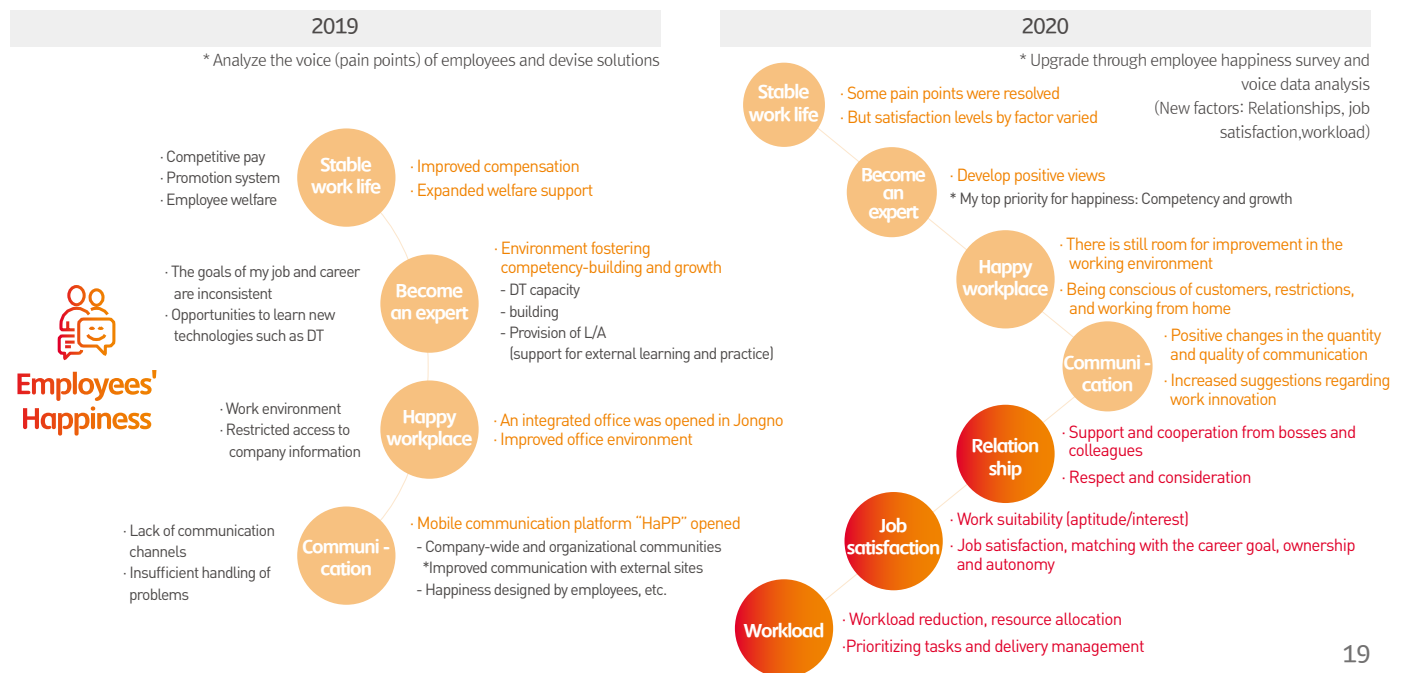 2019
* Analyze the voice (pain points) of employees and devise solutions
Employees'
Happiness
· Competitive pay
· Promotion system
· Employee welfare
Stable
work life
· Improved compensation
· Expanded welfare support
· The goals of my job and career
are inconsistent
· Opportunities to learn new
technologies such as DT
Become
an expert
· Environment fostering
competency-building and growth
- DT capacity
- building
- Provision of L/A
(support for external learning and practice)
· Work environment
· Restricted access to
company information
Happy
workplace
· An integrated office was opened in Jongno
· Improved office environment
· Lack of communication
channels
· Insufficient handling of
problems
Communi -
cation
· Mobile communication platform “HaPP” opened
- Company-wide and organizational communities
*Improved communication with external sites
- Happiness designed by employees, etc.
2020
* Upgrade through employee happiness survey and
voice data analysis
(New factors: Relationships, job
satisfaction,workload)
Stable
work life
· Some pain points were resolved
· But satisfaction levels by factor varied
Become
an
expert
· Develop positive views
* My top priority for happiness: Competency and growth
Happy
workplace
· There is still room for improvement in the
working environment
· Being conscious of customers, restrictions,
and working from home
Communi -
cation
· Positive changes in the quantity
and quality of communication
· Increased suggestions regarding
work innovation
Relation
ship
· Support and cooperation from bosses and
colleagues
· Respect and consideration
Job
satisfaction
· Work suitability (aptitude/interest)
· Job satisfaction, matching with the career goal, ownership
and autonomy
Workload
· Workload reduction, resource allocation
·Prioritizing tasks and delivery management
19